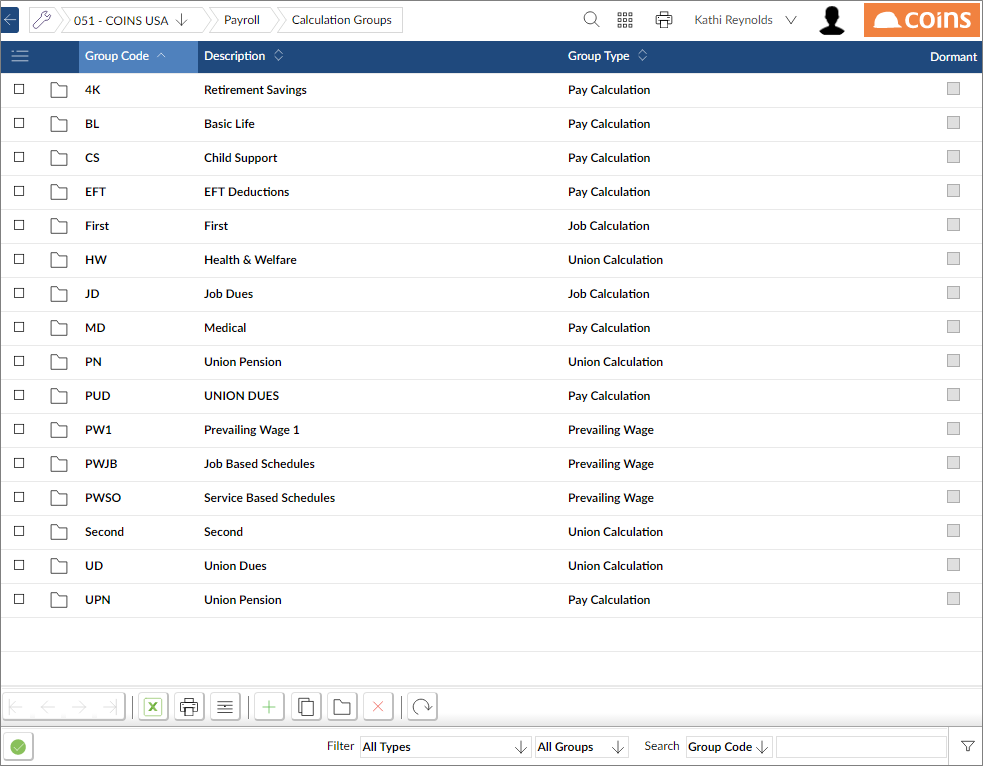 051 - COINS USA Payroll Calculation Groups Kathi Reynolds coins
Group Code Description Group Type Dormant
4K Retirement Savings Pay Calculation
BL Basic Life Pay Calculation
CS Child Support Pay Calculation
EFT EFT Deductions Pay Calculation
First First Job Calculation
HW Health & Welfare Union Calculation
JD Job Dues Job Calculation
MD Medical Pay Calculation
PN Union Pension Union Calculation
PUD UNION DUES Pay Calculation
PW1 Prevailing Wage 1 Prevailing Wage
PWJB Job Based Schedules Prevailing Wage
PWSO Service Based Schedules Prevailing Wage
Second Second Union Calculation
UD Union Dues Union Calculation
UPN Union Pension Pay Calculation
Filter All Types All Groups Search Group Code